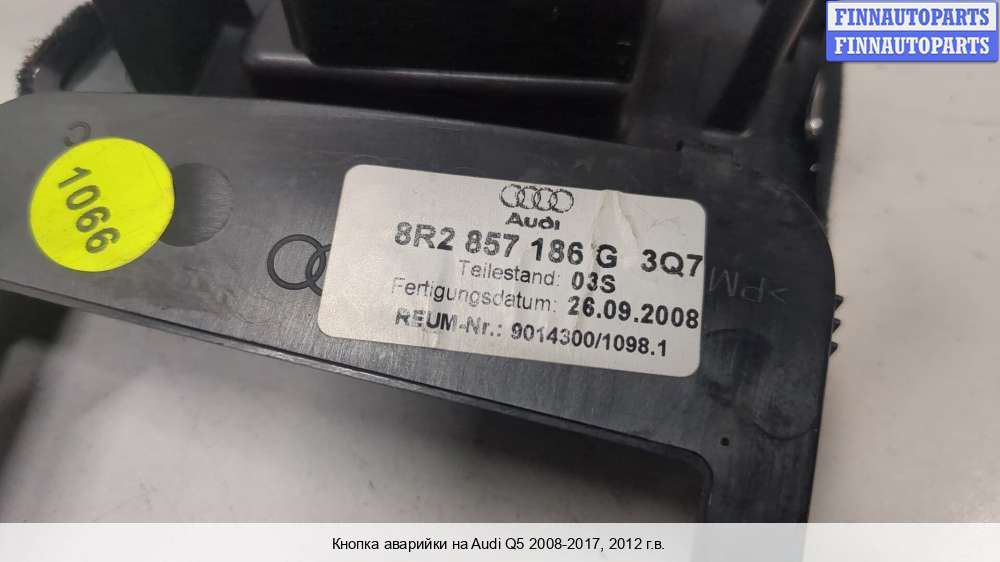 FINNAUTOPARTS
FINNAUTOPARTS
1066
Audi
8R2 857 186 G 3Q7
Teilestand: 03S
Fertigungsdatum: 26.09.2008
REUM-Nr.: 9014300/1098.1
>PM
Кнопка аварийки на Audi Q5 2008-2017, 2012 г.в.